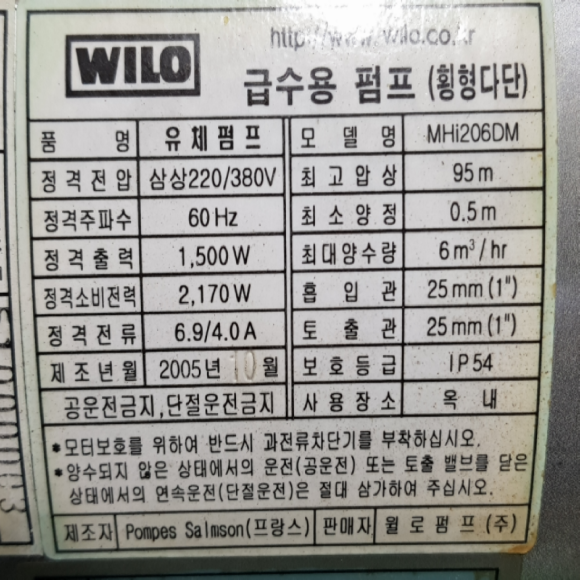 WILO
http://www.wilo.co.kr
급수용 펌프 (횡형다단)
품 명 유체펌프 모 델 명 MHi206DM
정격전압 삼상220/380V 최고압상 95m
정격주파수 60Hz 최소양정 0.5m
정격출력 1,500W 최대양수량 6m³/hr
정격소비전력 2,170W 흡입관 25mm(1")
정격전류 6.9/4.0A 토출관 25mm(1")
제조년월 2005년 10월 보호등급 IP54
공운전금지,단절운전금지 사용장소 옥 내
*모터보호를 위하여 반드시 과전류차단기를 부착하십시오.
*양수되지 않은 상태에서의 운전(공운전) 또는 토출 밸브를 닫은
상태에서의 연속운전(단절운전)은 절대 삼가하여 주십시오.
제조자 Pompes Salmson(프랑스) 판매자 윌로펌프(주)